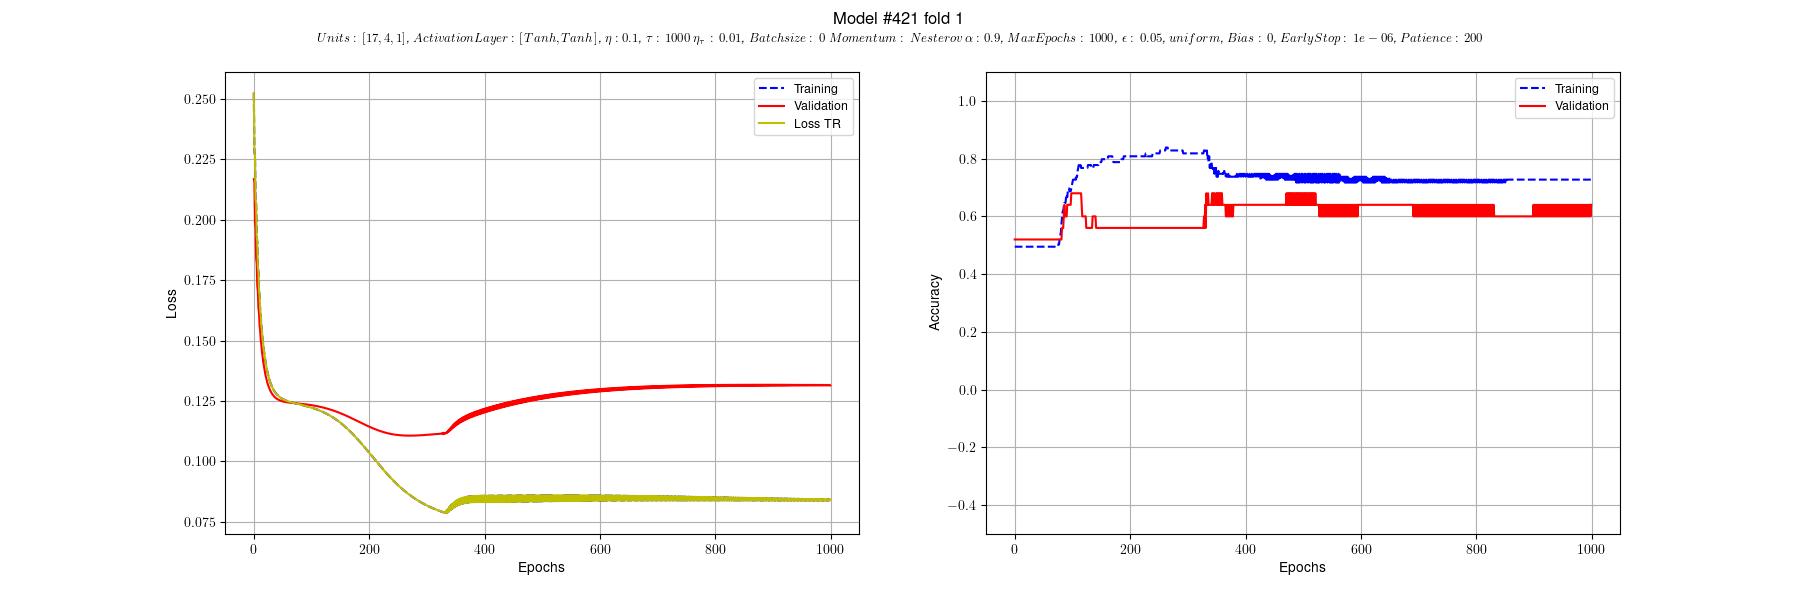 Model #421 fold 1
Units : [17, 4, 1], ActivationLayer : [Tanh, Tanh], η : 0.1, τ : 1000 η_τ : 0.01, Batchsize : 0 Momentum : Nesterov α : 0.9, MaxEpochs : 1000, ϵ : 0.05, uniform, Bias : 0, EarlyStop : 1e − 06, Patience : 200
Training
Validation
Loss TR
0.250
0.225
0.200
0.175
0.150
0.125
0.100
0.075
Loss
0 200 400 600 800 1000
Epochs
Training
Validation
1.0
0.8
0.6
0.4
0.2
0.0
−0.2
−0.4
Accuracy
0 200 400 600 800 1000
Epochs